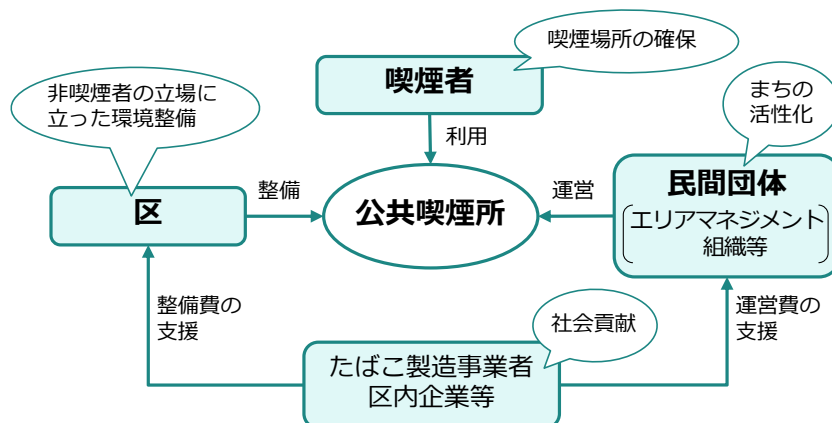 喫煙場所の確保
喫煙者
非喫煙者の立場に
立った環境整備
まちの
活性化
利用
区
整備
公共喫煙所
運営
民間団体
エリアマネジメント
組織等
整備費の
支援
社会貢献
運営費の
支援
たばこ製造事業者
区内企業等